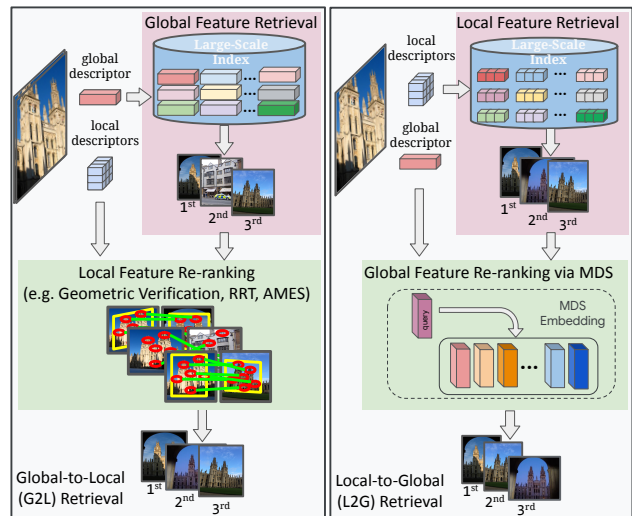 Global Feature Retrieval
Large-Scale
Index
global
descriptor
local
descriptors
1st
2nd
3rd
Local Feature Re-ranking
(e.g. Geometric Verification, RRT, AMES)
Global-to-Local
(G2L) Retrieval
1st
2nd
3rd
Local Feature Retrieval
Large-Scale
Index
local
descriptors
global
descriptor
1st
2nd
3rd
Global Feature Re-ranking via MDS
query
MDS
Embedding
Local-to-Global
(L2G) Retrieval
1st
2nd
3rd